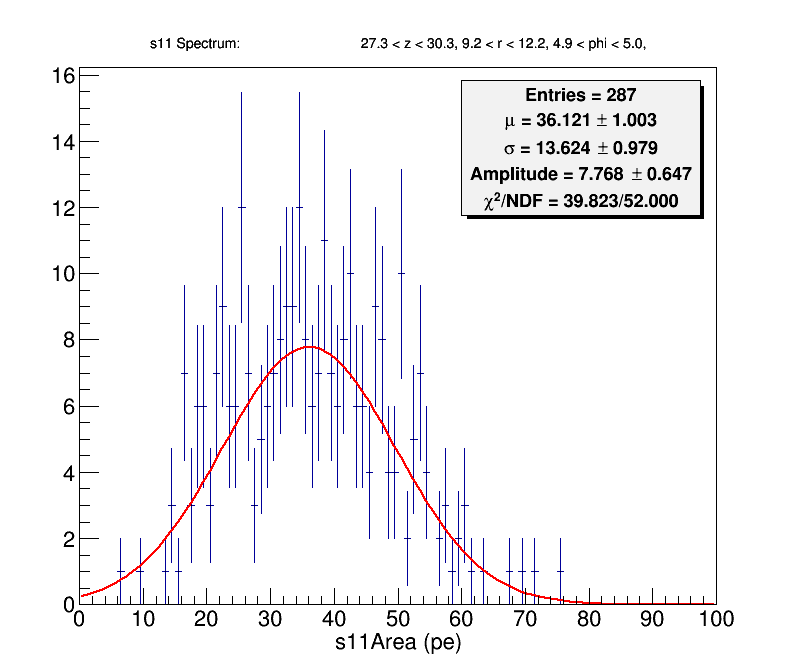 s11 Spectrum: 27.3 < z < 30.3, 9.2 < r < 12.2, 4.9 < phi < 5.0,
Entries = 287
μ = 36.121 ± 1.003
σ = 13.624 ± 0.979
Amplitude = 7.768 ± 0.647
χ²/NDF = 39.823/52.000
16
14
12
10
8
6
4
2
0
0 10 20 30 40 50 60 70 80 90 100
s11Area (pe)